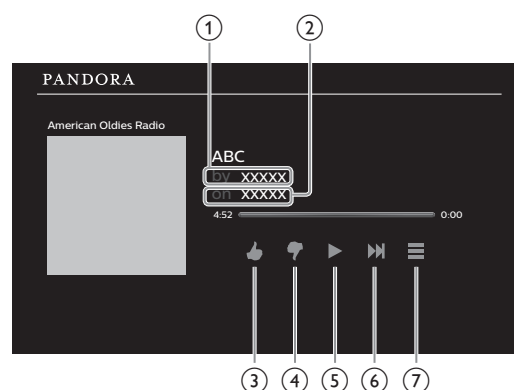 ① ②
PANDORA
American Oldies Radio
ABC
by xxxxx
on xxxxx
4:52 0:00
③ ④ ⑤ ⑥ ⑦